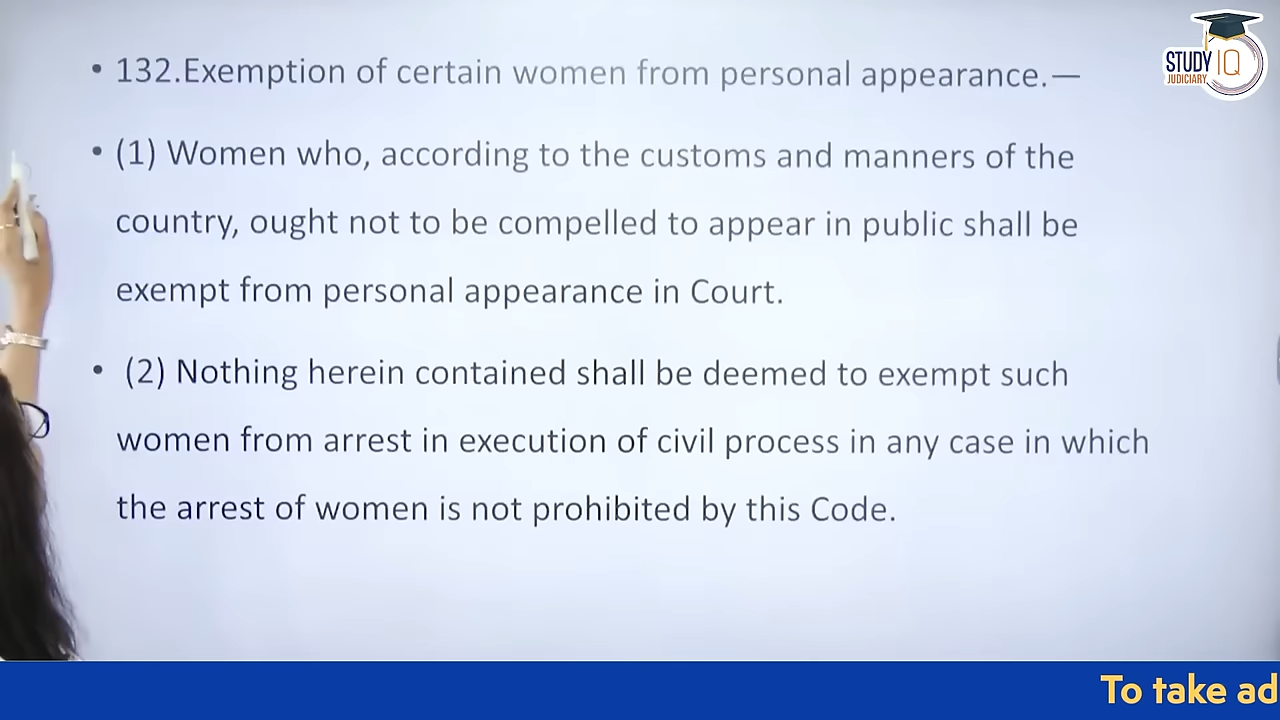 • 132.Exemption of certain women from personal appearance.—
• (1) Women who, according to the customs and manners of the
country, ought not to be compelled to appear in public shall be
exempt from personal appearance in Court.
• (2) Nothing herein contained shall be deemed to exempt such
women from arrest in execution of civil process in any case in which
the arrest of women is not prohibited by this Code.
STUDY IQ
JUDICIARY
To take ad